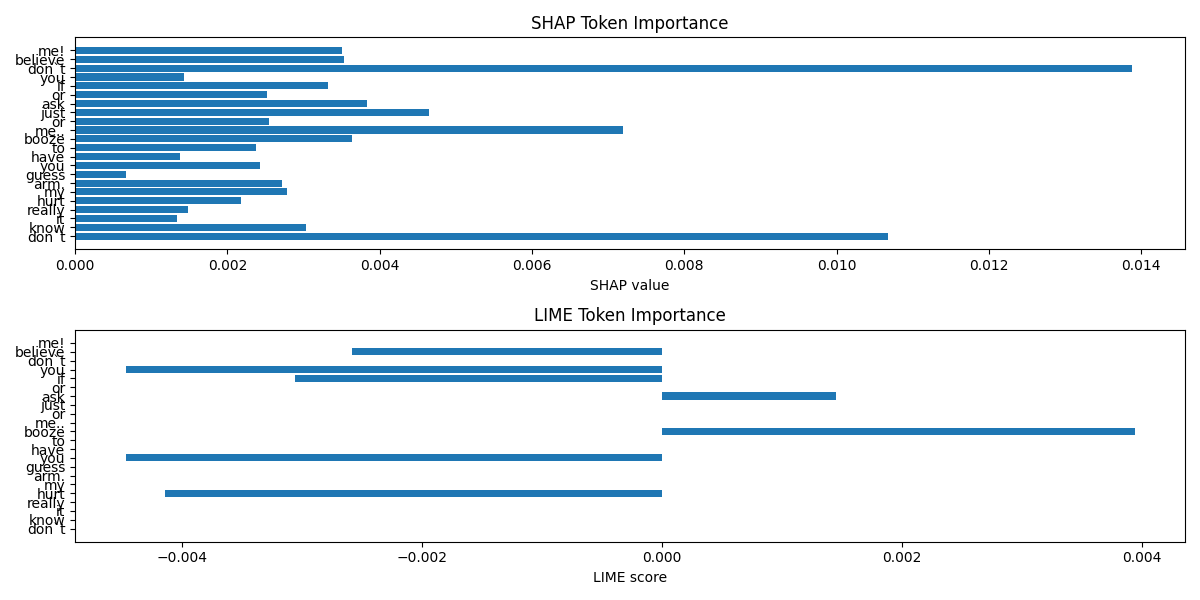 SHAP Token Importance
me!
believe
don`t
you
if
or
ask
just
or
me..
booze
to
have
you
guess
arm.
my
hurt
really
it
know
don`t
0.000 0.002 0.004 0.006 0.008 0.010 0.012 0.014
SHAP value
LIME Token Importance
me!
believe
don`t
you
if
or
ask
just
or
me..
booze
to
have
you
guess
arm.
my
hurt
really
it
know
don`t
−0.004 −0.002 0.000 0.002 0.004
LIME score